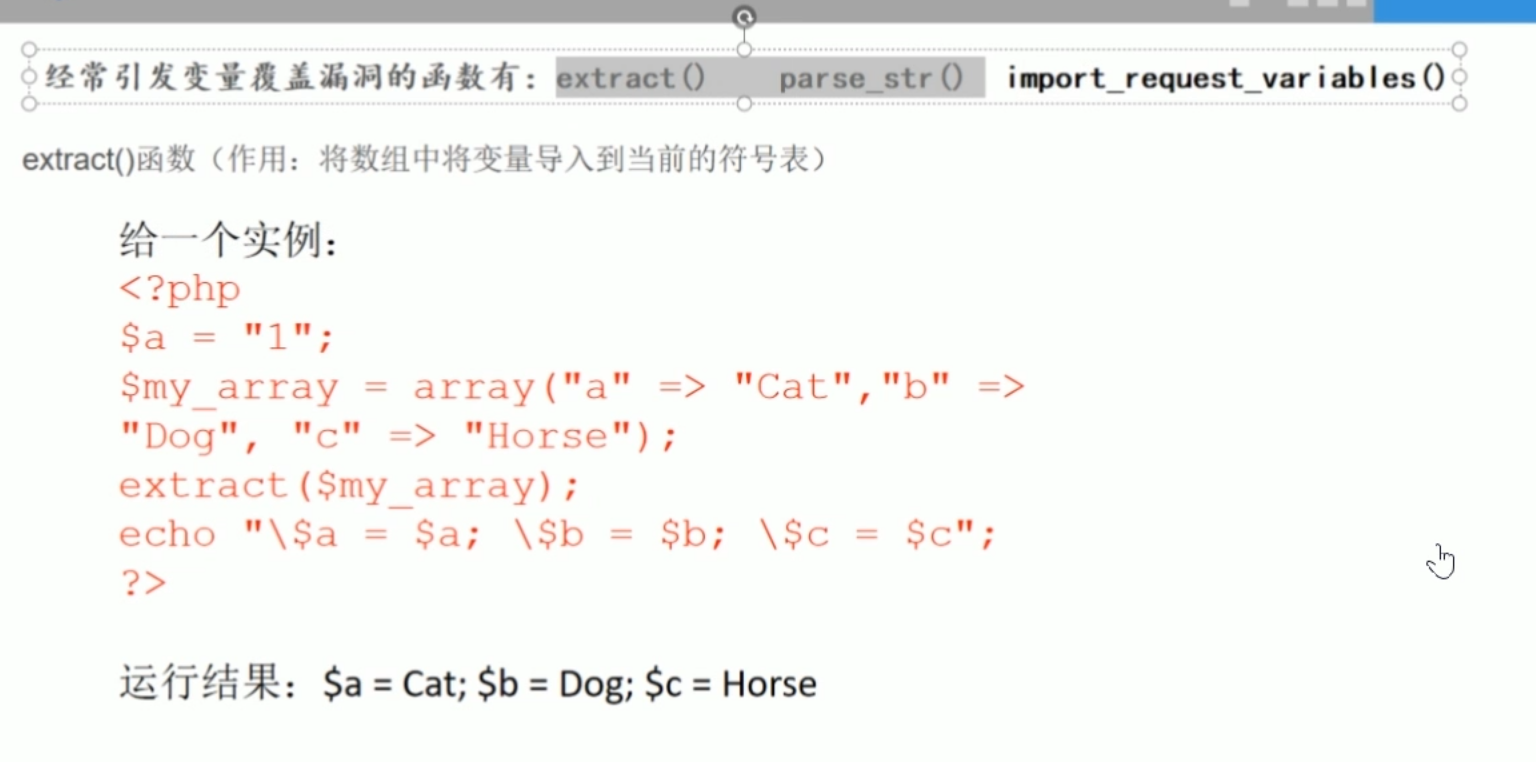 经常引发变量覆盖漏洞的函数有：extract() parse_str() import_request_variables()
extract()函数（作用：将数组中将变量导入到当前的符号表）
给一个实例：
<?php
$a = "1";
$my_array = array("a" => "Cat","b" =>
"Dog", "c" => "Horse");
extract($my_array);
echo "\$a = $a; \$b = $b; \$c = $c";
?>
运行结果：$a = Cat; $b = Dog; $c = Horse